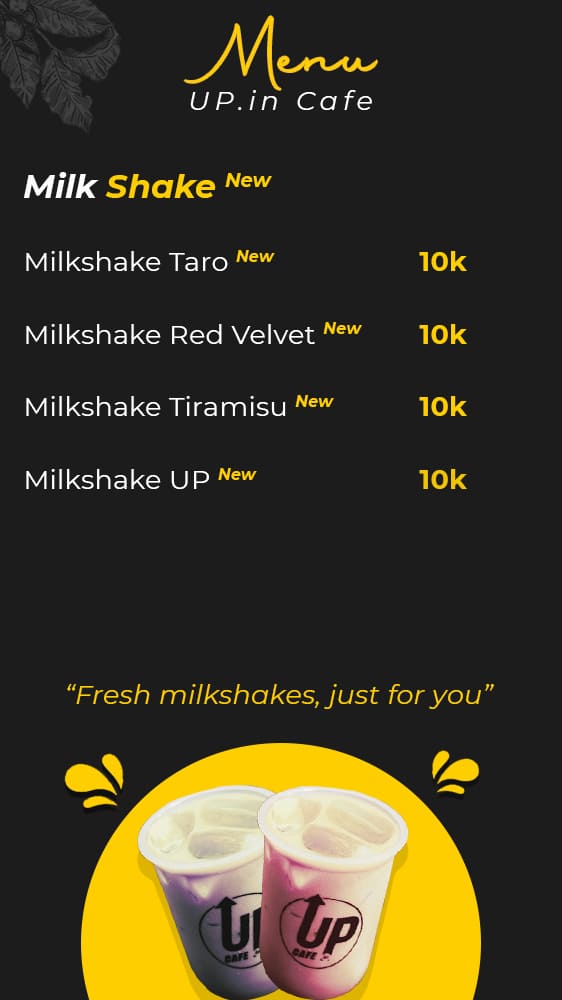 Menu
UP.in Cafe
Milk Shake New
Milkshake Taro New 10k
Milkshake Red Velvet New 10k
Milkshake Tiramisu New 10k
Milkshake UP New 10k
“Fresh milkshakes, just for you”
UP
CAFE
UP
CAFE